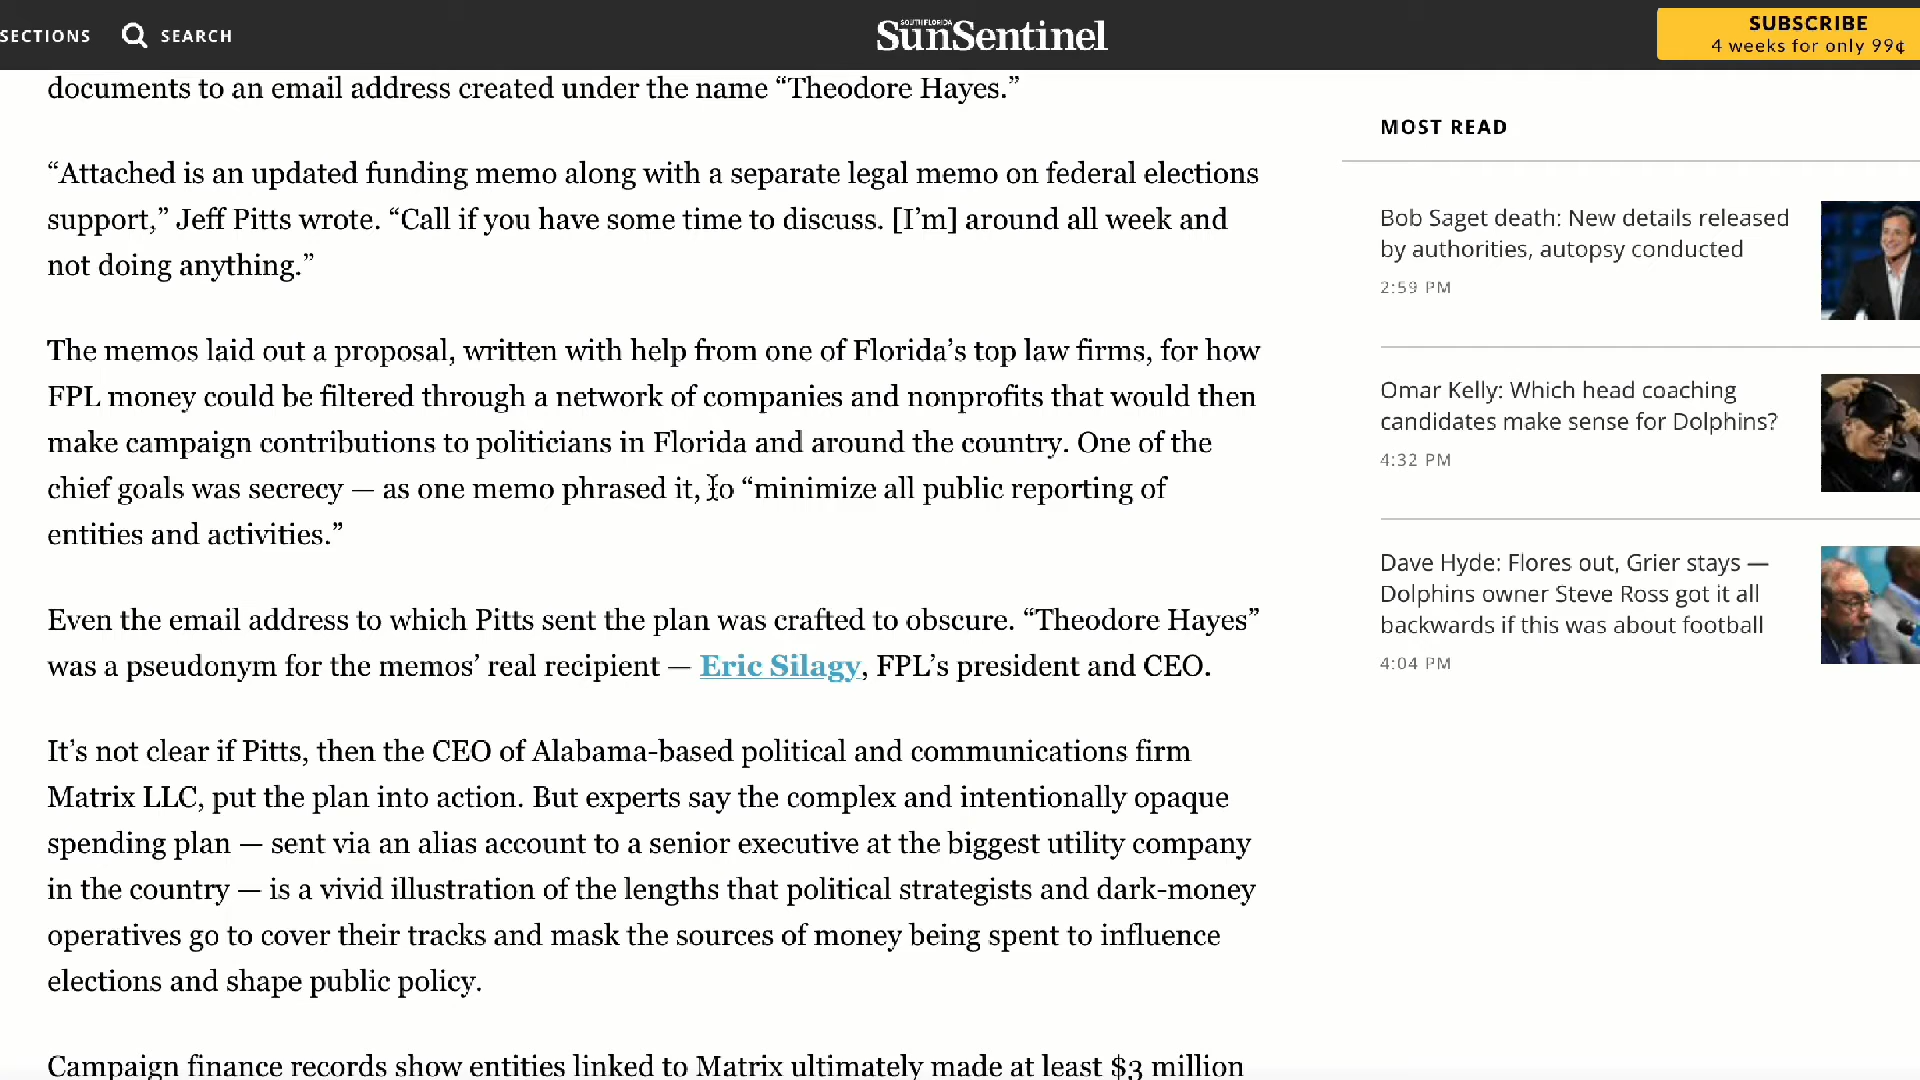 SECTIONS
SEARCH
SOUTH FLORIDA
SunSentinel
SUBSCRIBE
4 weeks for only 99¢
documents to an email address created under the name “Theodore Hayes.”
“Attached is an updated funding memo along with a separate legal memo on federal elections
support,” Jeff Pitts wrote. “Call if you have some time to discuss. [I’m] around all week and
not doing anything.”
The memos laid out a proposal, written with help from one of Florida’s top law firms, for how
FPL money could be filtered through a network of companies and nonprofits that would then
make campaign contributions to politicians in Florida and around the country. One of the
chief goals was secrecy — as one memo phrased it, to “minimize all public reporting of
entities and activities.”
Even the email address to which Pitts sent the plan was crafted to obscure. “Theodore Hayes”
was a pseudonym for the memos’ real recipient — Eric Silagy, FPL’s president and CEO.
It’s not clear if Pitts, then the CEO of Alabama-based political and communications firm
Matrix LLC, put the plan into action. But experts say the complex and intentionally opaque
spending plan — sent via an alias account to a senior executive at the biggest utility company
in the country — is a vivid illustration of the lengths that political strategists and dark-money
operatives go to cover their tracks and mask the sources of money being spent to influence
elections and shape public policy.
Campaign finance records show entities linked to Matrix ultimately made at least $3 million
MOST READ
Bob Saget death: New details released
by authorities, autopsy conducted
2:59 PM
Omar Kelly: Which head coaching
candidates make sense for Dolphins?
4:32 PM
Dave Hyde: Flores out, Grier stays —
Dolphins owner Steve Ross got it all
backwards if this was about football
4:04 PM